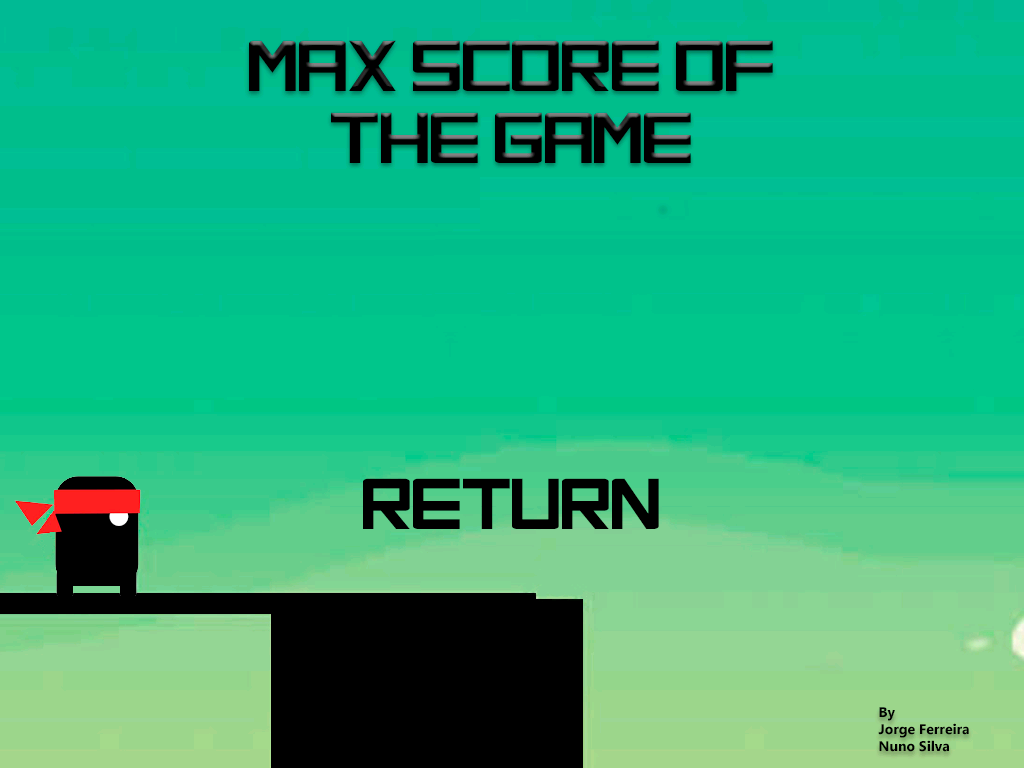 MAX SCORE OF
THE GAME
RETURN
By
Jorge Ferreira
Nuno Silva